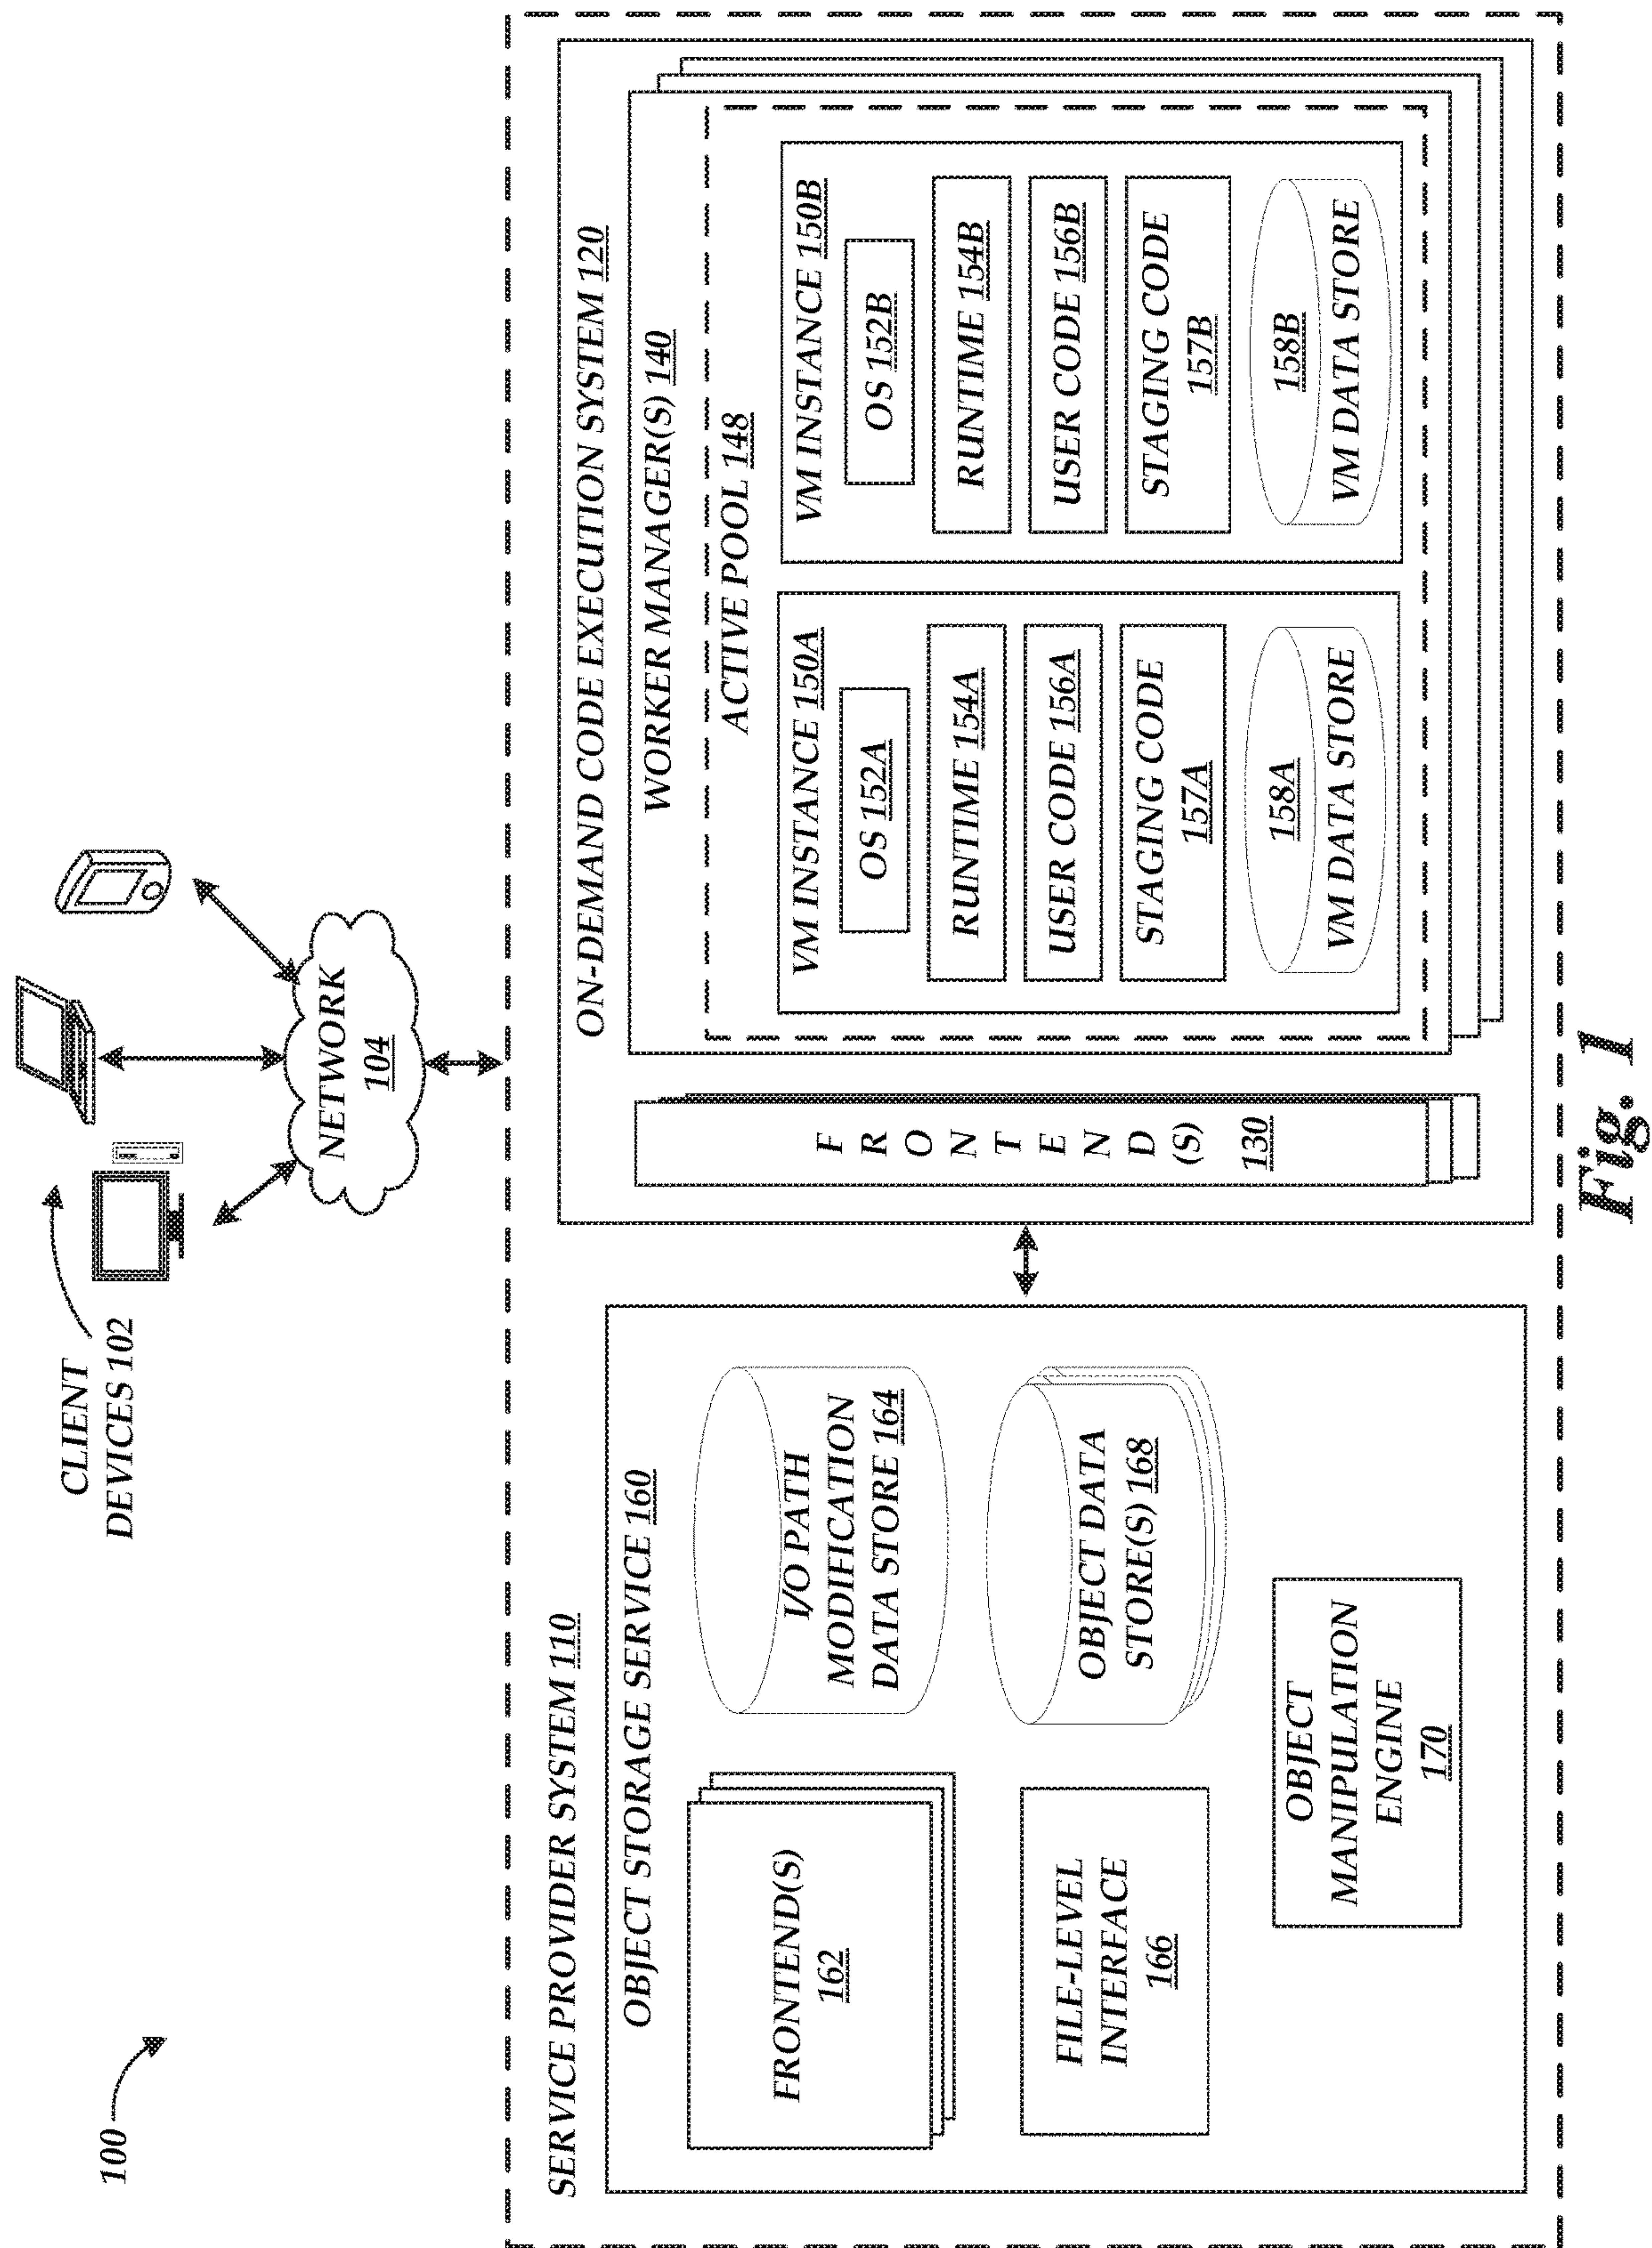 100
CLIENT
DEVICES 102
NETWORK
104
SERVICE PROVIDER SYSTEM 110
OBJECT STORAGE SERVICE 160
FRONTEND(S)
162
I/O PATH
MODIFICATION
DATA STORE 164
FILE-LEVEL
INTERFACE
166
OBJECT DATA
STORE(S) 168
OBJECT
MANIPULATION
ENGINE
170
ON-DEMAND CODE EXECUTION SYSTEM 120
F
R
O
N
T
E
N
D
(S)
130
WORKER MANAGER(S) 140
ACTIVE POOL 148
VM INSTANCE 150A
OS 152A
RUNTIME 154A
USER CODE 156A
STAGING CODE
157A
158A
VM DATA STORE
VM INSTANCE 150B
OS 152B
RUNTIME 154B
USER CODE 156B
STAGING CODE
157B
158B
VM DATA STORE
Fig. 1